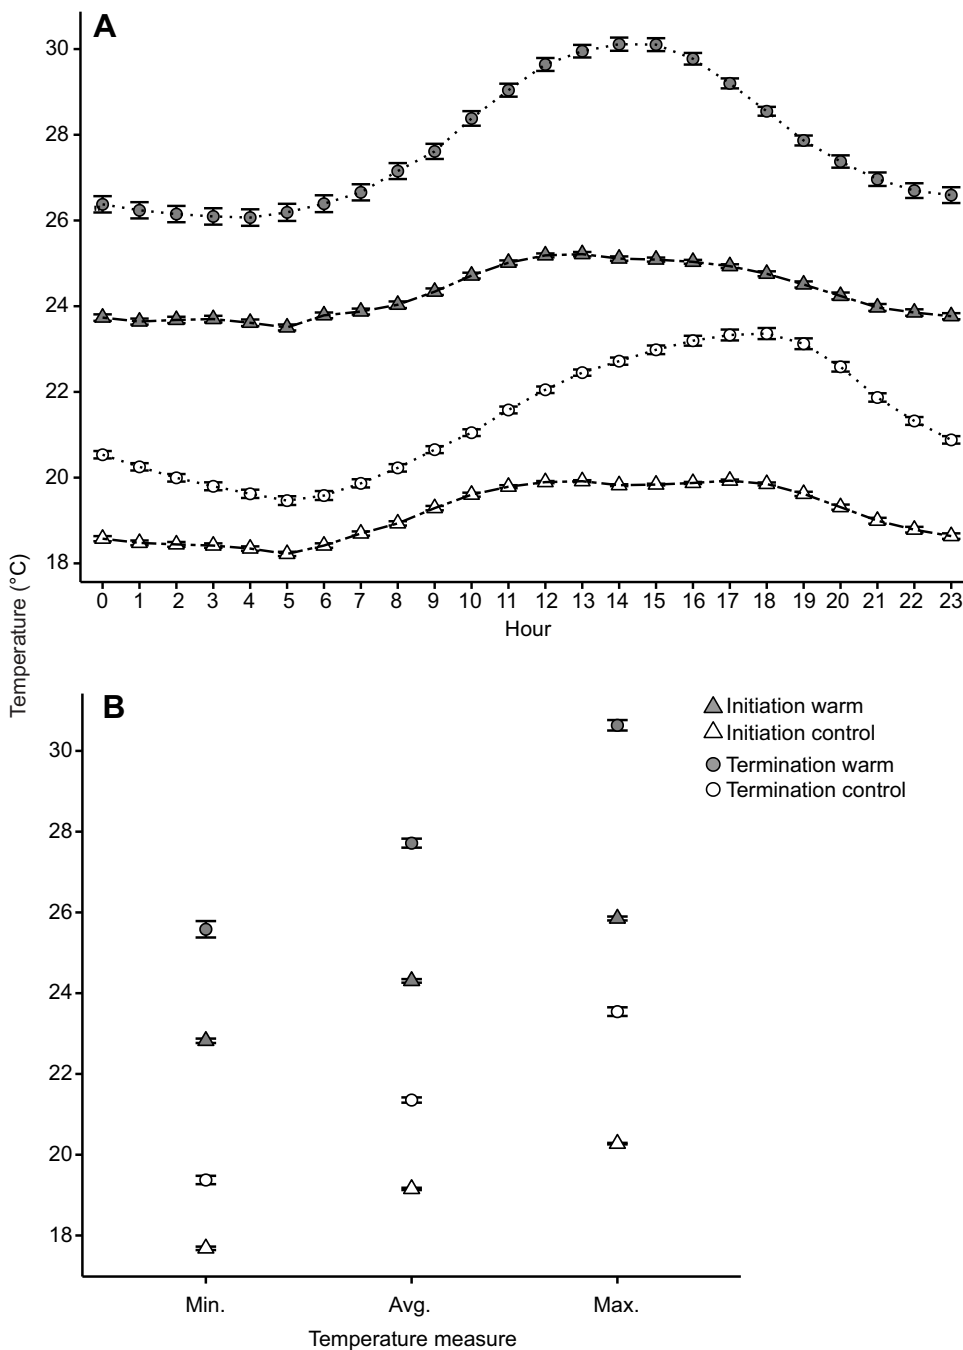 A
30
28
26
24
22
20
18
0 1 2 3 4 5 6 7 8 9 10 11 12 13 14 15 16 17 18 19 20 21 22 23
Hour
Temperature (°C)
B
Initiation warm
Initiation control
Termination warm
Termination control
30
28
26
24
22
20
18
Min. Avg. Max.
Temperature measure